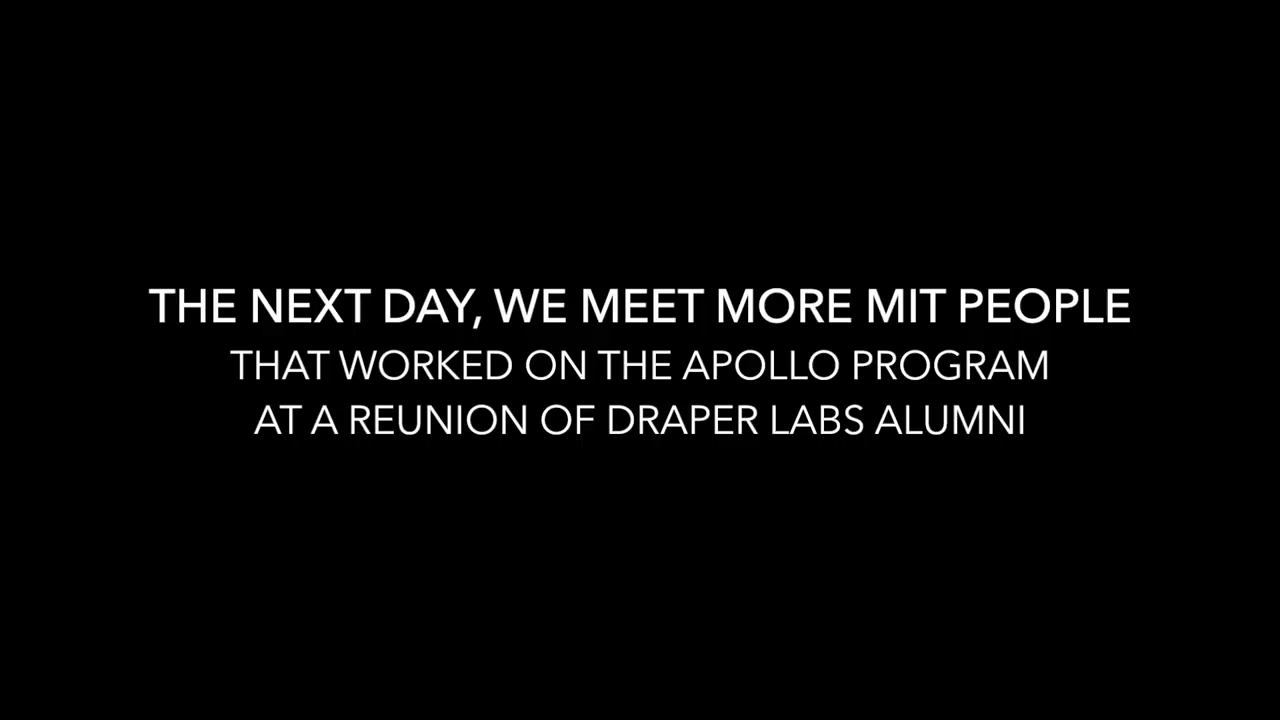 THE NEXT DAY, WE MEET MORE MIT PEOPLE
THAT WORKED ON THE APOLLO PROGRAM
AT A REUNION OF DRAPER LABS ALUMNI